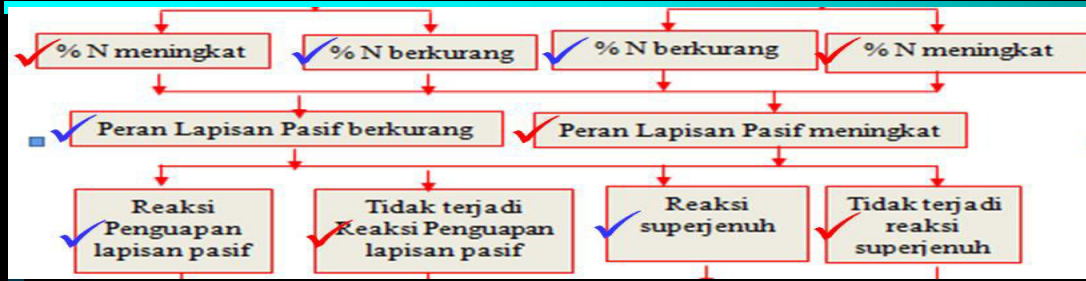 % N meningkat
% N berkurang
% N berkurang
% N meningkat
Peran Lapisan Pasif berkurang
Peran Lapisan Pasif meningkat
Reaksi
Penguapan
lapisan pasif
Tidak terjadi
Reaksi Penguapan
lapisan pasif
Reaksi
superjenuh
Tidak terjadi
reaksi
superjenuh